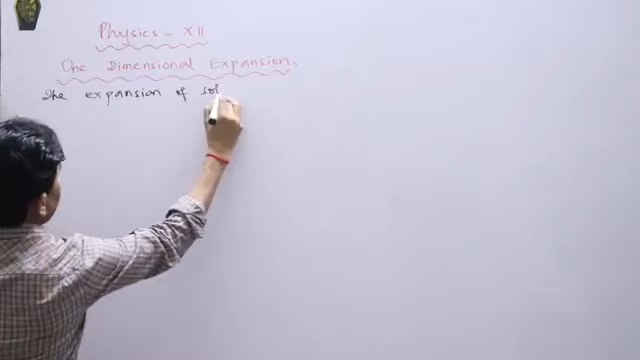 Physics - XII
One Dimensional Expansion.
The expansion of sol